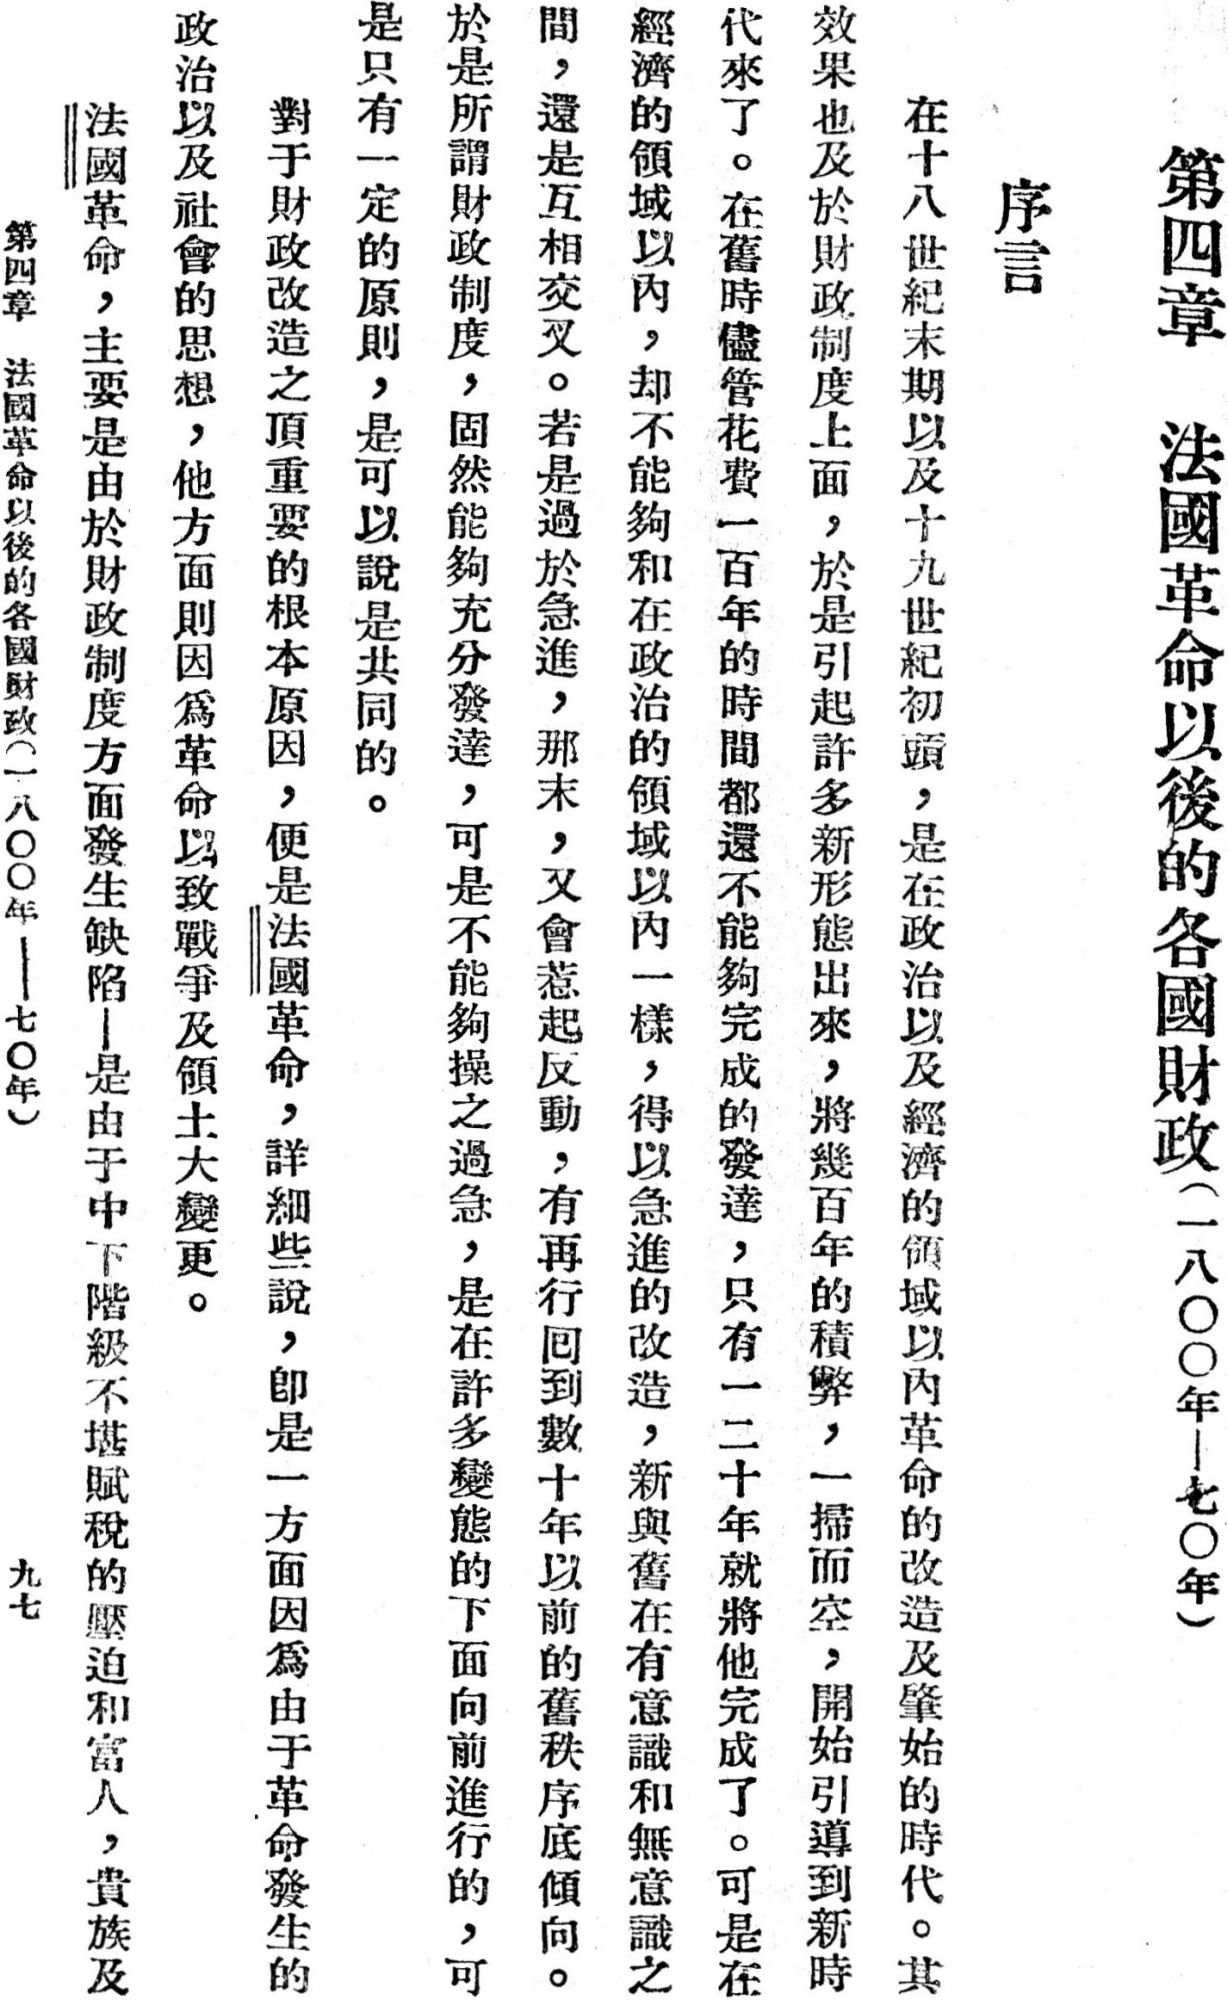 第四章　法國革命以後的各國財政(一八〇〇年—七〇年)
序言
在十八世紀末期以及十九世紀初頭，是在政治以及經濟的領域以內革命的改造及肇始的時代。其
效果也及於財政制度上面，於是引起許多新形態出來，將幾百年的積弊，一掃而空，開始引導到新時
代來了。在舊時儘管花費一百年的時間都還不能夠完成的發達，只有一二十年就將他完成了。可是在
經濟的領域以內，却不能夠和在政治的領域以內一樣，得以急進的改造，新與舊在有意識和無意識之
間，還是互相交叉。若是過於急進，那末，又會惹起反動，有再行囘到數十年以前的舊秩序底傾向。
於是所謂財政制度，固然能夠充分發達，可是不能夠操之過急，是在許多變態的下面向前進行的，可
是只有一定的原則，是可以說是共同的。
對于財政改造之頂重要的根本原因，便是法國革命，詳細些說，卽是一方面因爲由于革命發生的
政治以及社會的思想，他方面則因爲革命以致戰爭及領土大變更。
法國革命，主要是由於財政制度方面發生缺陷—是由于中下階級不堪賦稅的壓迫和富人，貴族及
第四章　法國革命以後的各國財政(一八〇〇年——七〇年)
九七